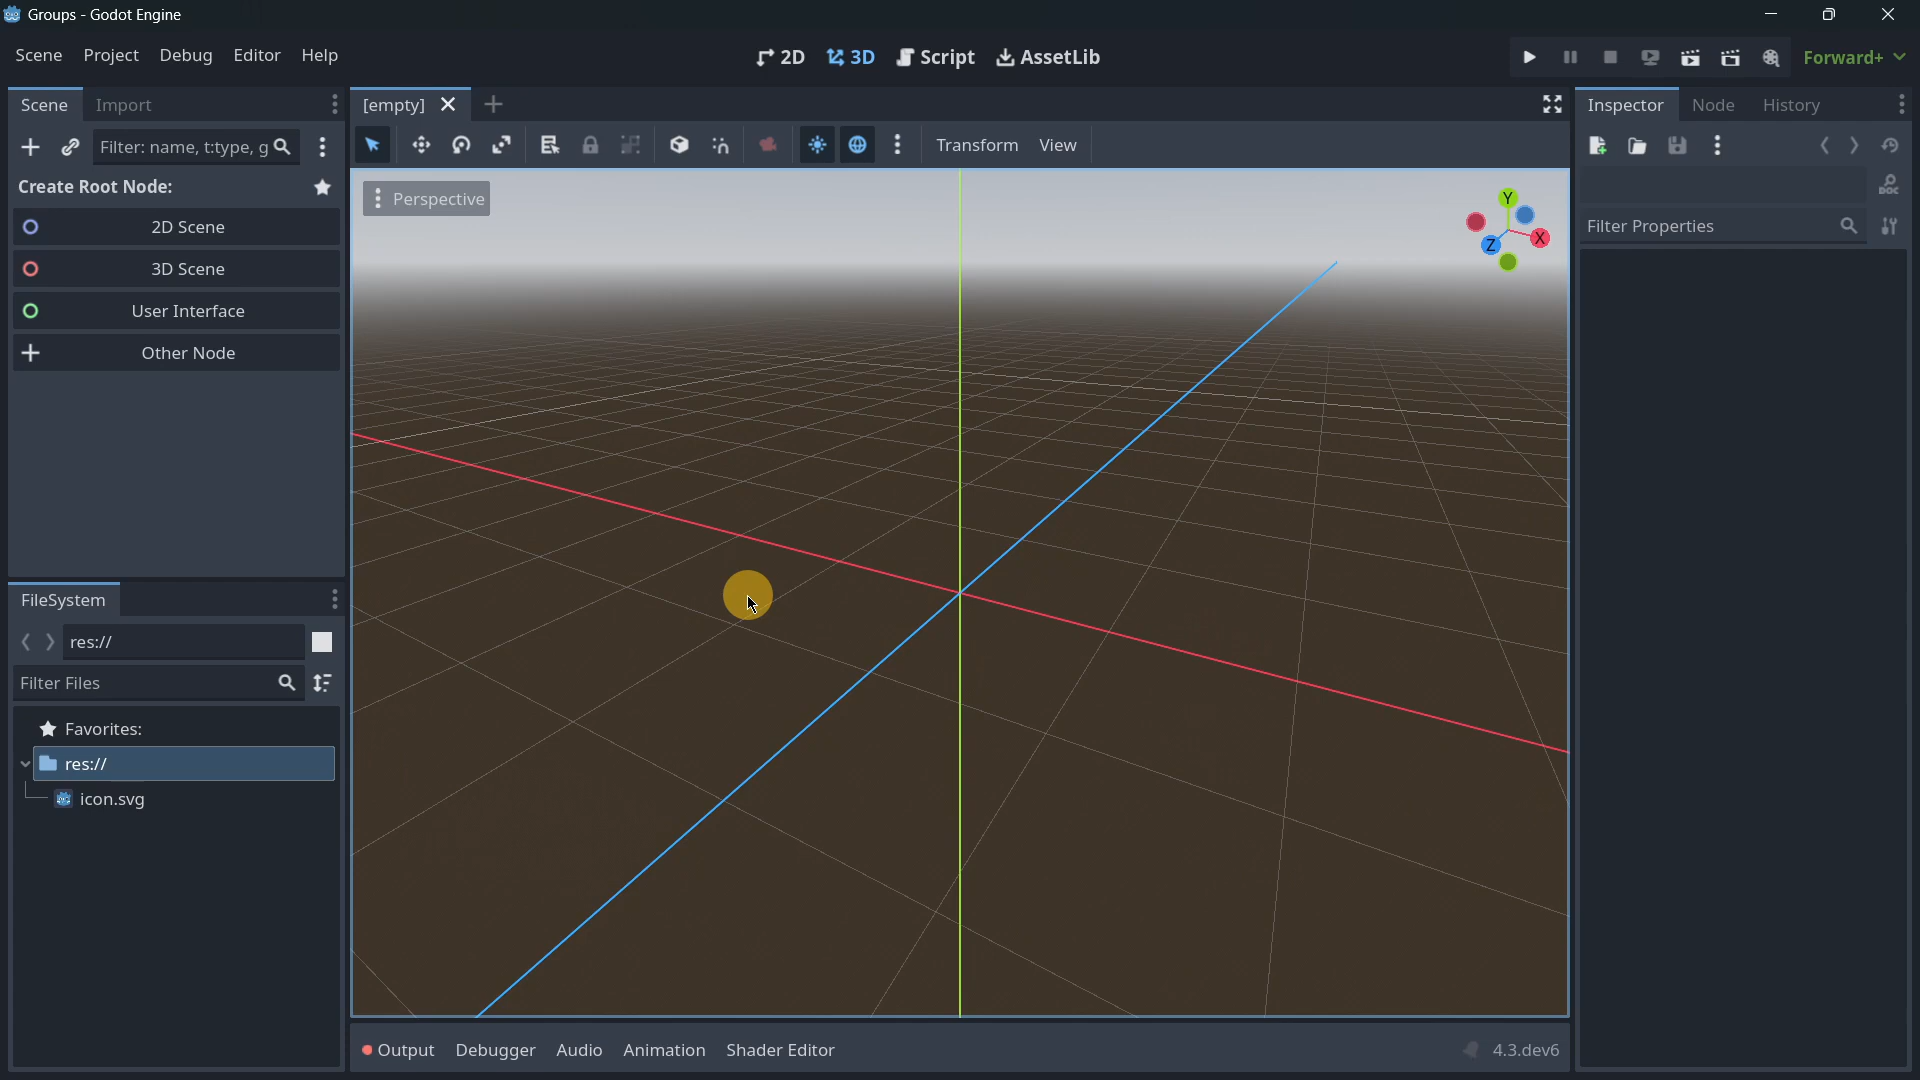 Groups - Godot Engine
Scene Project Debug Editor Help
2D 3D Script AssetLib
Forward+
Scene Import
[empty]
Inspector Node History
Filter: name, t:type, g
Transform View
Create Root Node:
2D Scene
3D Scene
User Interface
Other Node
Perspective
Y
X
Z
DOC
Filter Properties
FileSystem
res://
Filter Files
Favorites:
res://
icon.svg
Output Debugger Audio Animation Shader Editor
4.3.dev6